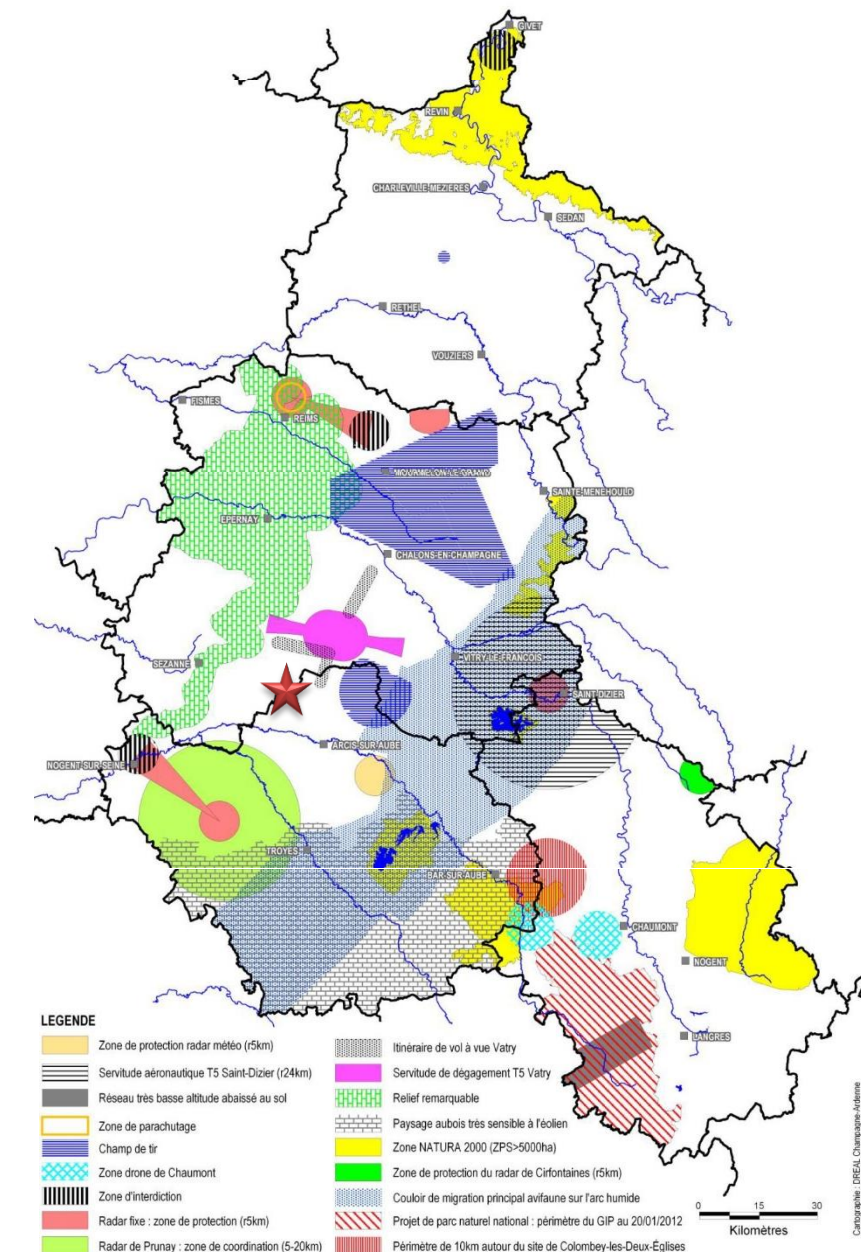 GIVET
REVIN
CHARLEVILLE-MEZIERES
SEDAN
RETHEL
VOUZIERS
FISMES
REIMS
MOURMELON-LE-GRAND
SAINTE-MENEHOULD
EPERNAY
CHALONS-EN-CHAMPAGNE
VITRY-LE-FRANCOIS
SEZANNE
SAINT-DIZIER
ARCIS-SUR-AUBE
NOGENT-SUR-SEINE
TROYES
BAR-SUR-AUBE
CHAUMONT
NOGENT
LANGRES
LEGENDE
Zone de protection radar météo (r5km)
Servitude aéronautique T5 Saint-Dizier (r24km)
Réseau très basse altitude abaissé au sol
Zone de parachutage
Champ de tir
Zone drone de Chaumont
Zone d'interdiction
Radar fixe : zone de protection (r5km)
Radar de Prunay : zone de coordination (5-20km)
Itinéraire de vol à vue Vatry
Servitude de dégagement T5 Vatry
Relief remarquable
Paysage aubois très sensible à l'éolien
Zone NATURA 2000 (ZPS>5000ha)
Zone de protection du radar de Cirfontaines (r5km)
Couloir de migration principal avifaune sur l'arc humide
Projet de parc naturel national : périmètre du GIP au 20/01/2012
Périmètre de 10km autour du site de Colombey-les-Deux-Églises
0 15 30
Kilomètres
Cartographie : DREAL Champagne-Ardenne